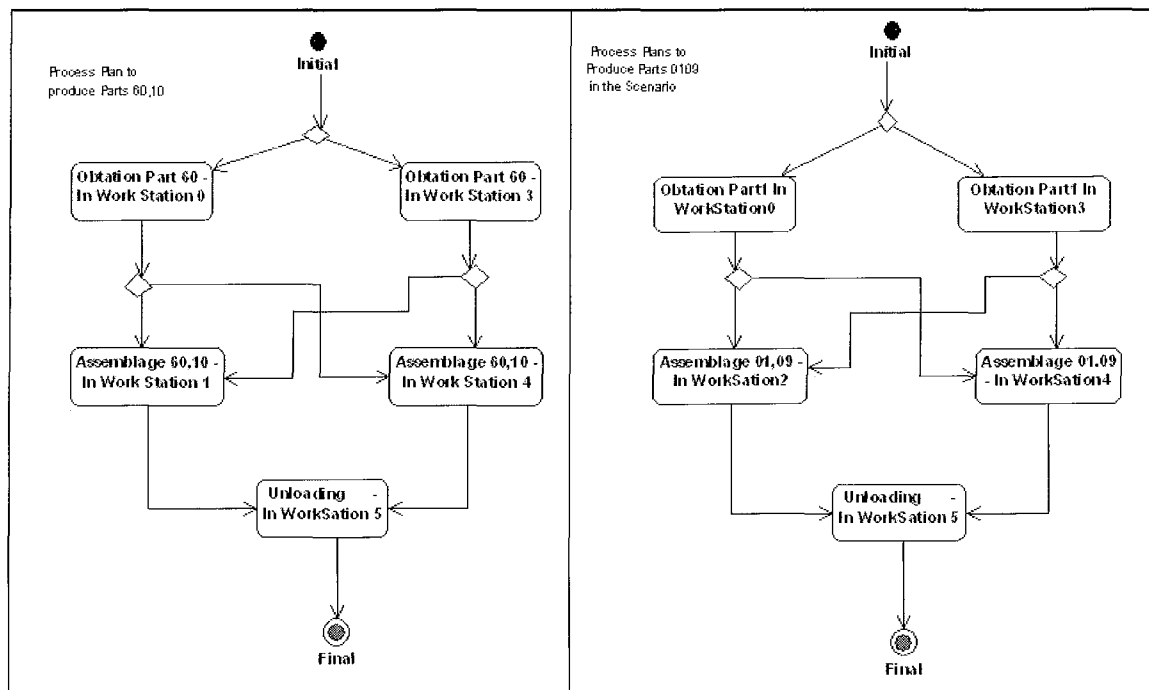 Initial
Process Plan to
produce Parts 60,10
Obtation Part 60 -
In Work Station 0
Obtation Part 60 -
In Work Station 3
Assemblage 60,10 -
In Work Station 1
Assemblage 60,10 -
In Work Station 4
Unloading -
In WorkSation 5
Final
Initial
Process Plans to
Produce Parts 0109
in the Scenario
Obtation Part1 In
WorkStation0
Obtation Part1 In
WorkStation3
Assemblage 01,09 -
In WorkSation2
Assemblage 01.09
- In WorkSation4
Unloading -
In WorkSation 5
Final